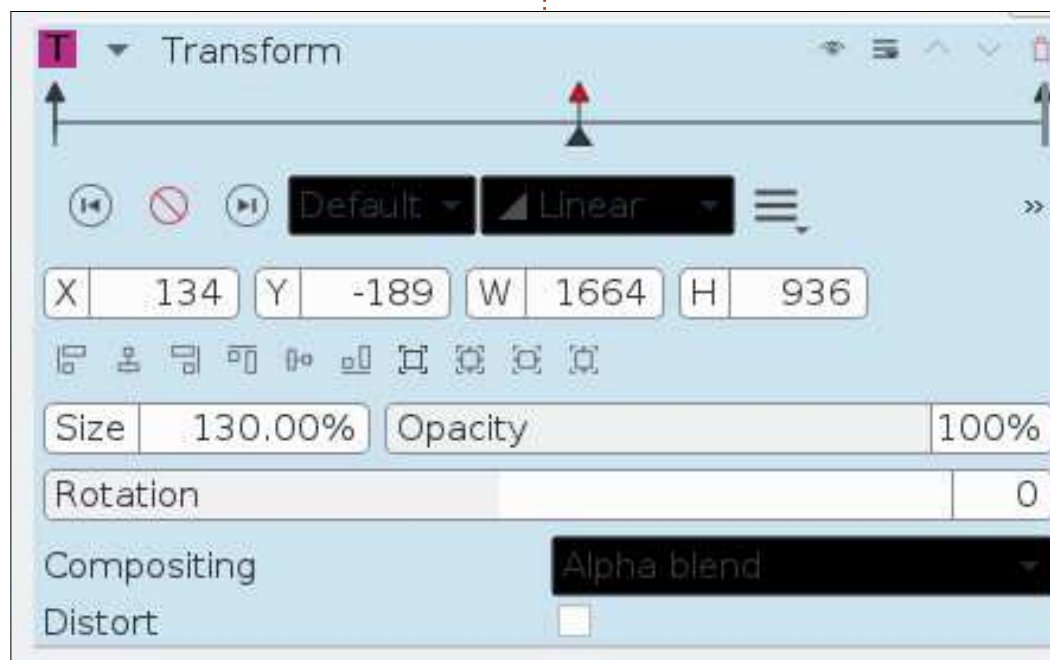 T Transform
Default Linear »
X 134 Y -189 W 1664 H 936
Size 130.00% Opacity 100%
Rotation 0
Compositing Alpha blend
Distort